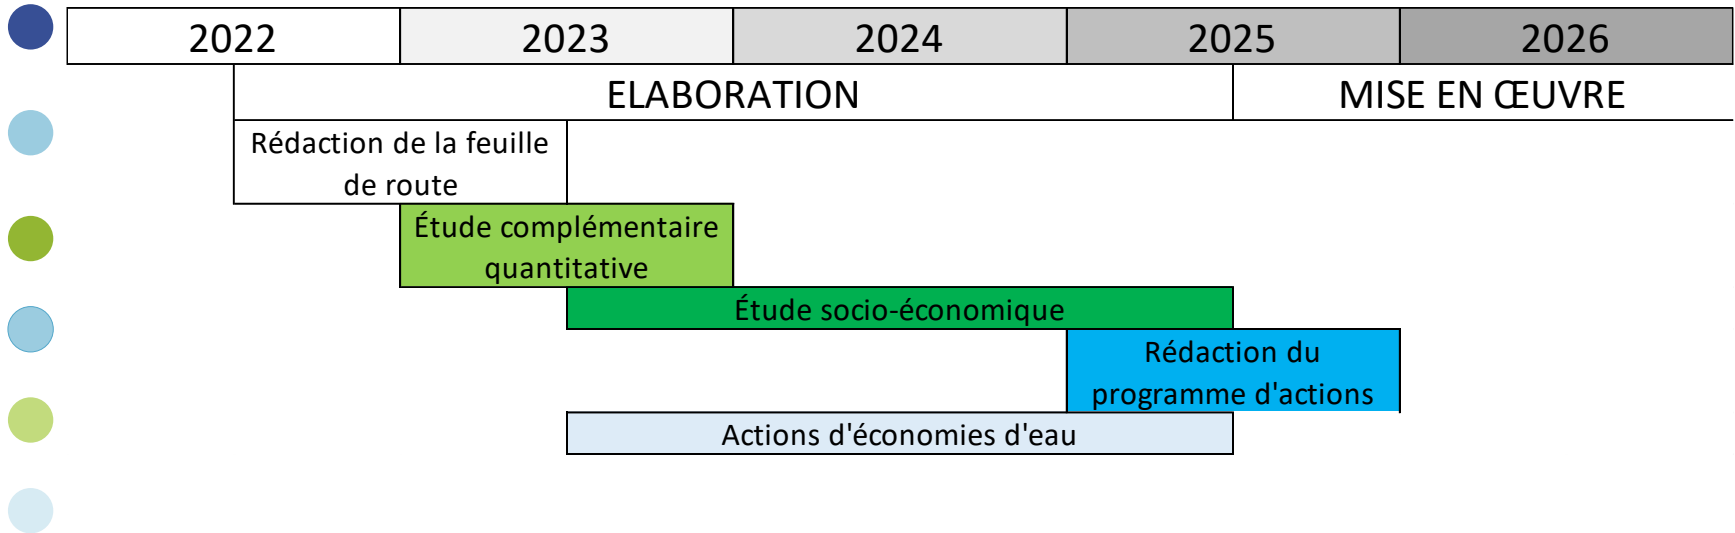 2022 2023 2024 2025 2026
ELABORATION MISE EN ŒUVRE
Rédaction de la feuille
de route
Étude complémentaire
quantitative
Étude socio-économique
Rédaction du
programme d'actions
Actions d'économies d'eau